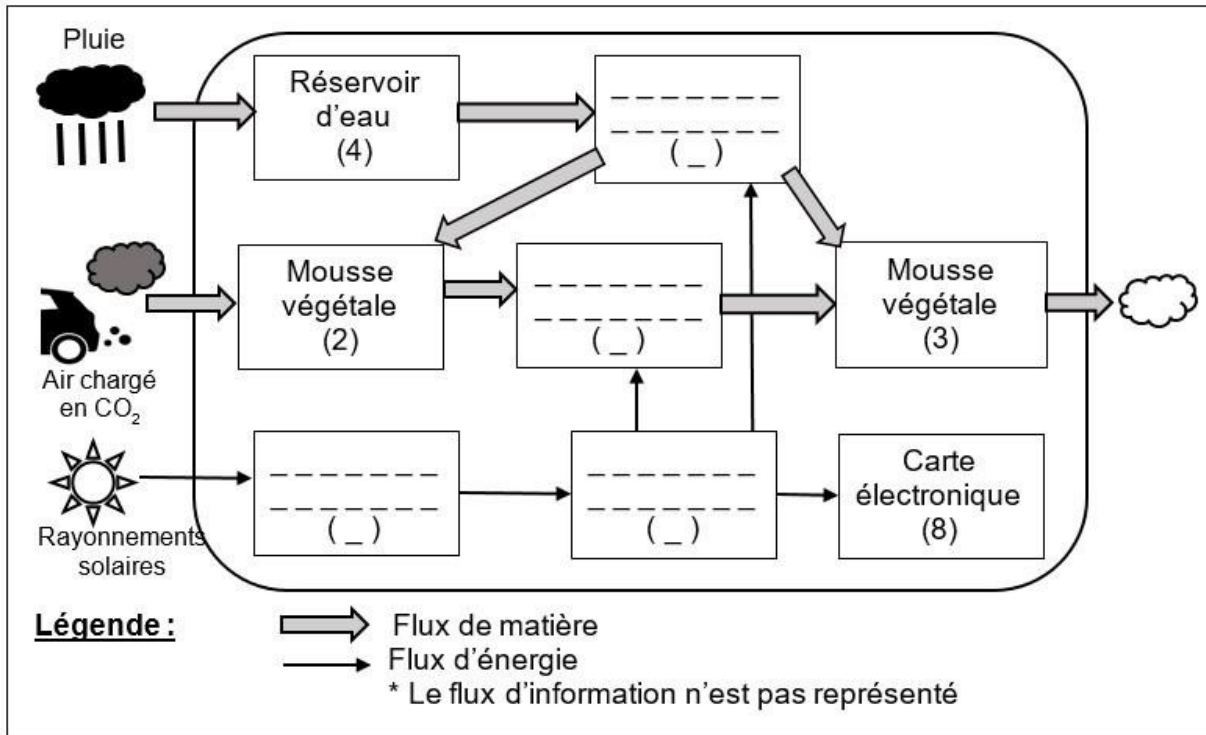 Pluie
Réservoir
d'eau
(4)
_ _ _ _ _ _ _
_ _ _ _ _ _ _
( _ )
Mousse
végétale
(2)
_ _ _ _ _ _ _
_ _ _ _ _ _ _
( _ )
Mousse
végétale
(3)
Air chargé
en CO₂
_ _ _ _ _ _ _
_ _ _ _ _ _ _
( _ )
_ _ _ _ _ _ _
_ _ _ _ _ _ _
( _ )
Carte
électronique
(8)
Rayonnements
solaires
Légende :
Flux de matière
Flux d'énergie
* Le flux d'information n'est pas représenté